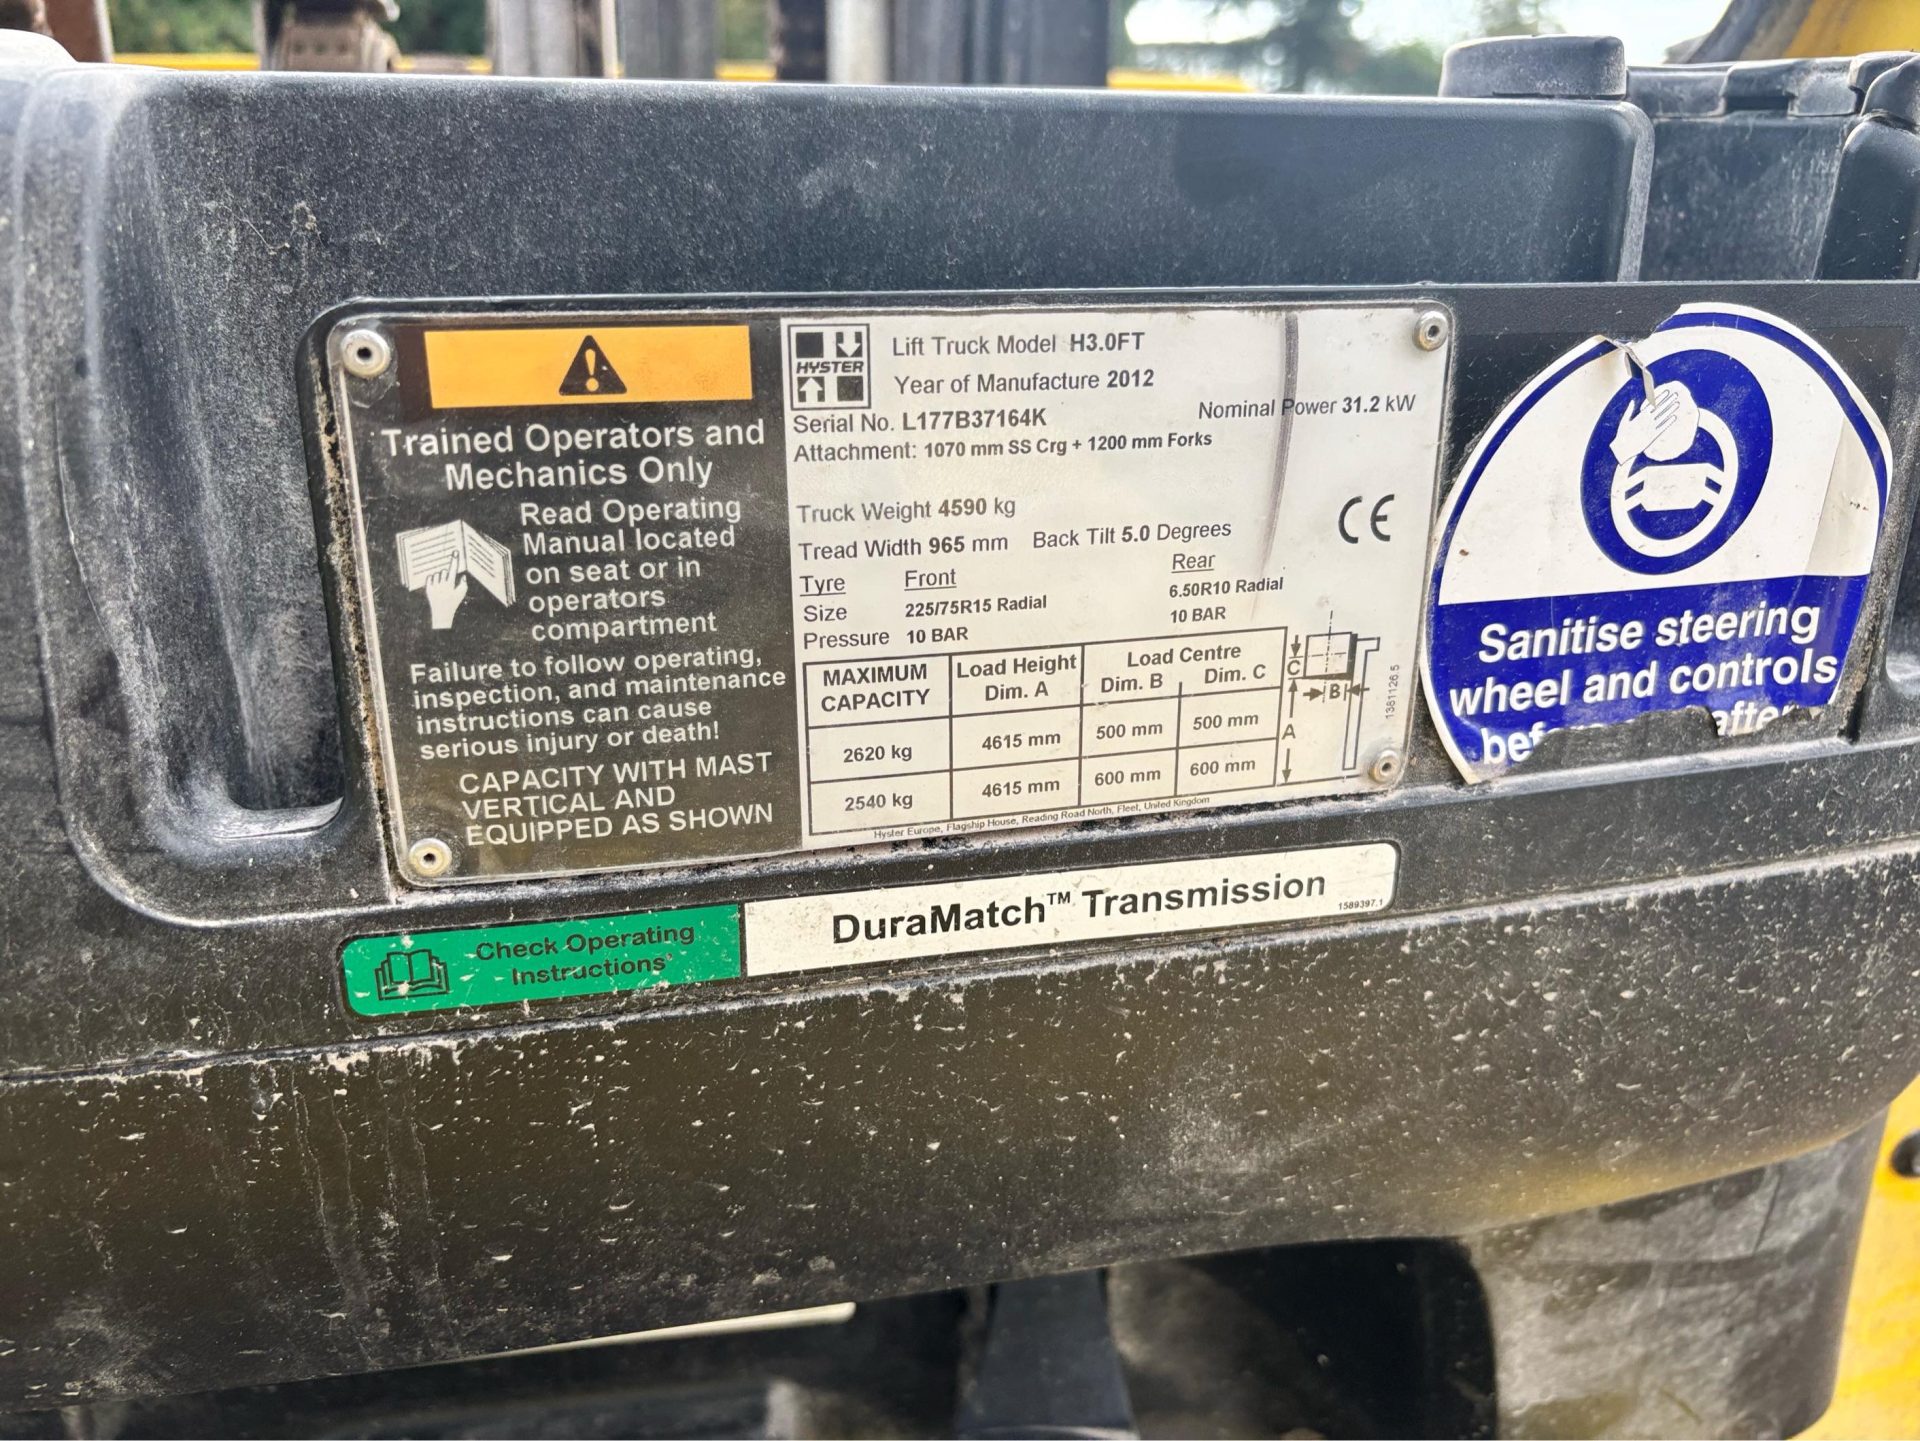 Trained Operators and
Mechanics Only
Read Operating
Manual located
on seat or in
operators
compartment
Failure to follow operating,
inspection, and maintenance
instructions can cause
serious injury or death!
CAPACITY WITH MAST
VERTICAL AND
EQUIPPED AS SHOWN
HYSTER
Lift Truck Model H3.0FT
Year of Manufacture 2012
Serial No. L177B37164K Nominal Power 31.2 kW
Attachment: 1070 mm SS Crg + 1200 mm Forks
Truck Weight 4590 kg
CE
Tread Width 965 mm Back Tilt 5.0 Degrees
Tyre Front Rear
Size 225/75R15 Radial 6.50R10 Radial
Pressure 10 BAR 10 BAR
MAXIMUM CAPACITY Load Height Dim. A Load Centre Dim. B Dim. C
2620 kg 4615 mm 500 mm 500 mm
2540 kg 4615 mm 600 mm 600 mm
C
B
A
1381126.5
Hyster Europe, Flagship House, Reading Road North, Fleet, United Kingdom
Check Operating
Instructions
DuraMatch™ Transmission
1589397.1
Sanitise steering
wheel and controls